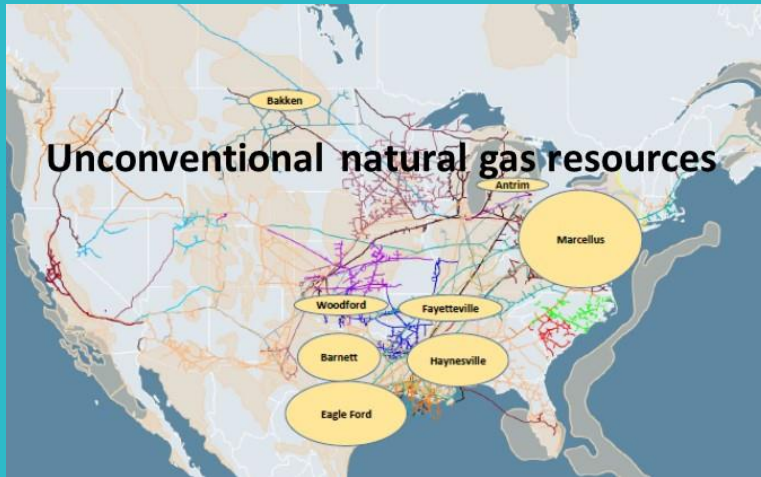 Bakken
Unconventional natural gas resources
Antrim
Marcellus
Woodford
Fayetteville
Barnett
Haynesville
Eagle Ford